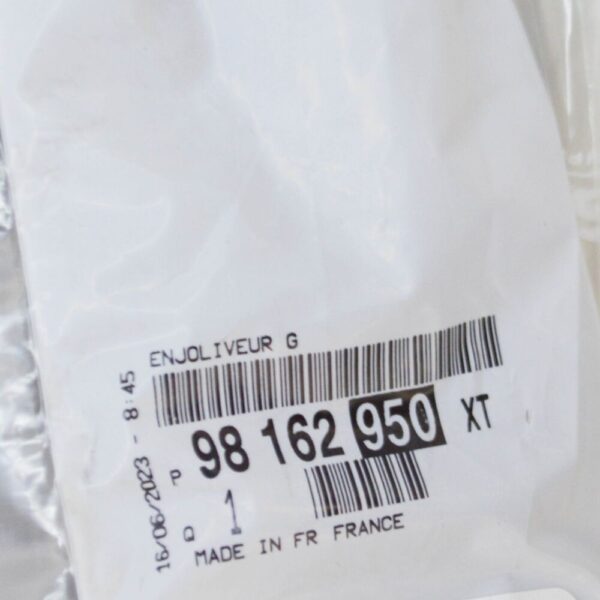 ENJOLIVEUR G
P 98 162 950 XT
Q 1
MADE IN FR FRANCE
16/06/2023 - 8:45